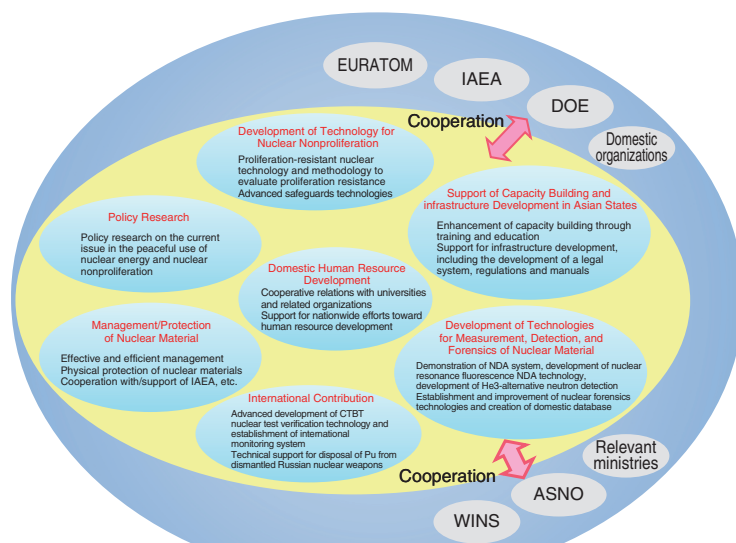 EURATOM
IAEA
DOE
Domestic
organizations
Cooperation
Development of Technology for
Nuclear Nonproliferation
Proliferation-resistant nuclear
technology and methodology to
evaluate proliferation resistance
Advanced safeguards technologies
Support of Capacity Building and
infrastructure Development in Asian States
Enhancement of capacity building through
training and education
Support for infrastructure development,
including the development of a legal
system, regulations and manuals
Policy Research
Policy research on the current
issue in the peaceful use of
nuclear energy and nuclear
nonproliferation
Domestic Human Resource
Development
Cooperative relations with universities
and related organizations
Support for nationwide efforts toward
human resource development
Management/Protection
of Nuclear Material
Effective and efficient management
Physical protection of nuclear materials
Cooperation with/support of IAEA, etc.
Development of Technologies
for Measurement, Detection, and
Forensics of Nuclear Material
Demonstration of NDA system, development of nuclear
resonance fluorescence NDA technology,
development of He3-alternative neutron detection
Establishment and improvement of nuclear forensics
technologies and creation of domestic database
International Contribution
Advanced development of CTBT
nuclear test verification technology and
establishment of international
monitoring system
Technical support for disposal of Pu from
dismantled Russian nuclear weapons
Cooperation
Relevant
ministries
ASNO
WINS